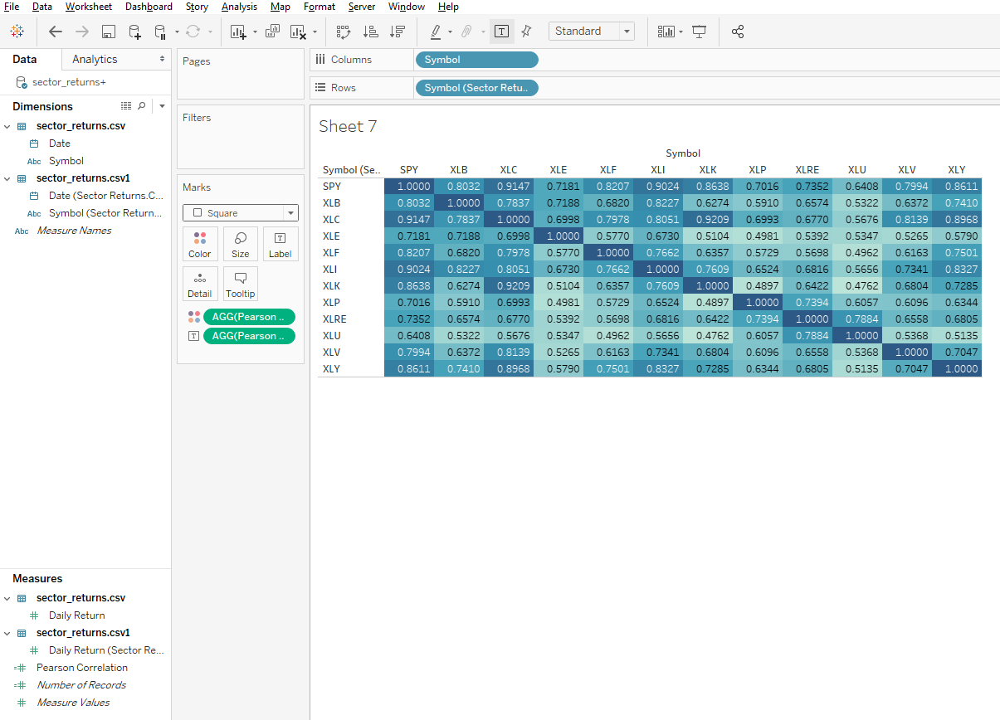 File Data Worksheet Dashboard Story Analysis Map Format Server Window Help
Standard
Data Analytics
sector_returns+
Dimensions
sector_returns.csv
Date
Abc Symbol
sector_returns.csv1
Date (Sector Returns.C...
Abc Symbol (Sector Return...
Abc Measure Names
Measures
sector_returns.csv
Daily Return
sector_returns.csv1
Daily Return (Sector Re...
Pearson Correlation
Number of Records
Measure Values
Pages
Filters
Marks
Square
Color Size Label
Detail Tooltip
AGG(Pearson ..
AGG(Pearson ..
Columns Symbol
Rows Symbol (Sector Retu..
Sheet 7
Symbol
Symbol (Se.. SPY XLB XLC XLE XLF XLI XLK XLP XLRE XLU XLV XLY
SPY 1.0000 0.8032 0.9147 0.7181 0.8207 0.9024 0.8638 0.7016 0.7352 0.6408 0.7994 0.8611
XLB 0.8032 1.0000 0.7837 0.7188 0.6820 0.8227 0.6274 0.5910 0.6574 0.5322 0.6372 0.7410
XLC 0.9147 0.7837 1.0000 0.6998 0.7978 0.8051 0.9209 0.6993 0.6770 0.5676 0.8139 0.8968
XLE 0.7181 0.7188 0.6998 1.0000 0.5770 0.6730 0.5104 0.4981 0.5392 0.5347 0.5265 0.5790
XLF 0.8207 0.6820 0.7978 0.5770 1.0000 0.7662 0.6357 0.5729 0.5698 0.4962 0.6163 0.7501
XLI 0.9024 0.8227 0.8051 0.6730 0.7662 1.0000 0.7609 0.6524 0.6816 0.5656 0.7341 0.8327
XLK 0.8638 0.6274 0.9209 0.5104 0.6357 0.7609 1.0000 0.4897 0.6422 0.4762 0.6804 0.7285
XLP 0.7016 0.5910 0.6993 0.4981 0.5729 0.6524 0.4897 1.0000 0.7394 0.6057 0.6096 0.6344
XLRE 0.7352 0.6574 0.6770 0.5392 0.5698 0.6816 0.6422 0.7394 1.0000 0.7884 0.6558 0.6805
XLU 0.6408 0.5322 0.5676 0.5347 0.4962 0.5656 0.4762 0.6057 0.7884 1.0000 0.5368 0.5135
XLV 0.7994 0.6372 0.8139 0.5265 0.6163 0.7341 0.6804 0.6096 0.6558 0.5368 1.0000 0.7047
XLY 0.8611 0.7410 0.8968 0.5790 0.7501 0.8327 0.7285 0.6344 0.6805 0.5135 0.7047 1.0000